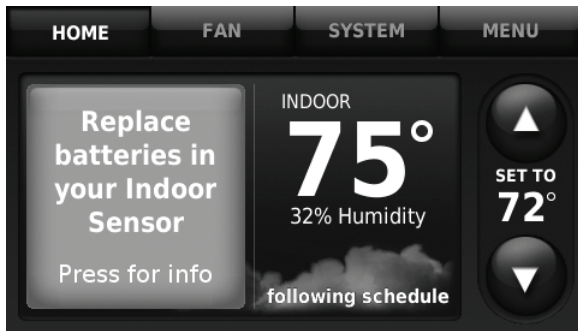 HOME
FAN
SYSTEM
MENU
Replace
batteries in
your Indoor
Sensor
Press for info
INDOOR
75°
32% Humidity
following schedule
SET TO
72°